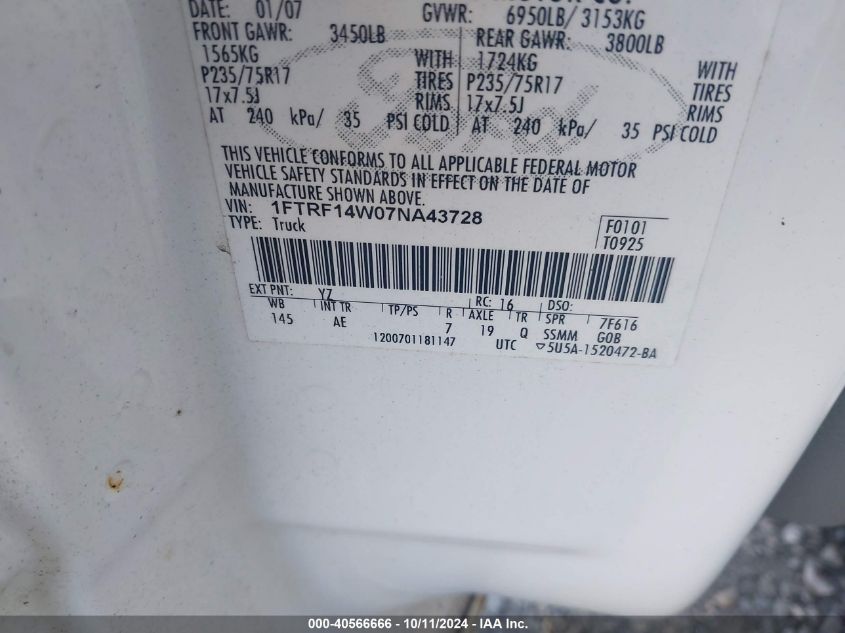 MOTOR CO.
DATE: 01/07 GVWR: 6950LB/ 3153KG
FRONT GAWR: 3450LB REAR GAWR: 3800LB
1565KG WITH 1724KG WITH
P235/75R17 TIRES P235/75R17 TIRES
17x7.5J RIMS 17x7.5J RIMS
AT 240 kPa/ 35 PSI COLD AT 240 kPa/ 35 PSI COLD
Ford
THIS VEHICLE CONFORMS TO ALL APPLICABLE FEDERAL MOTOR
VEHICLE SAFETY STANDARDS IN EFFECT ON THE DATE OF
MANUFACTURE SHOWN ABOVE.
VIN: 1FTRF14W07NA43728
TYPE: Truck
F0101
T0925
EXT PNT: YZ RC: 16 DSO:
WB INT TR TP/PS R AXLE TR SPR 7F616
145 AE 7 19 Q SSMM GOB
1200701181147 UTC ▽5U5A-1520472-BA
000-40566666 - 10/11/2024 - IAA Inc.